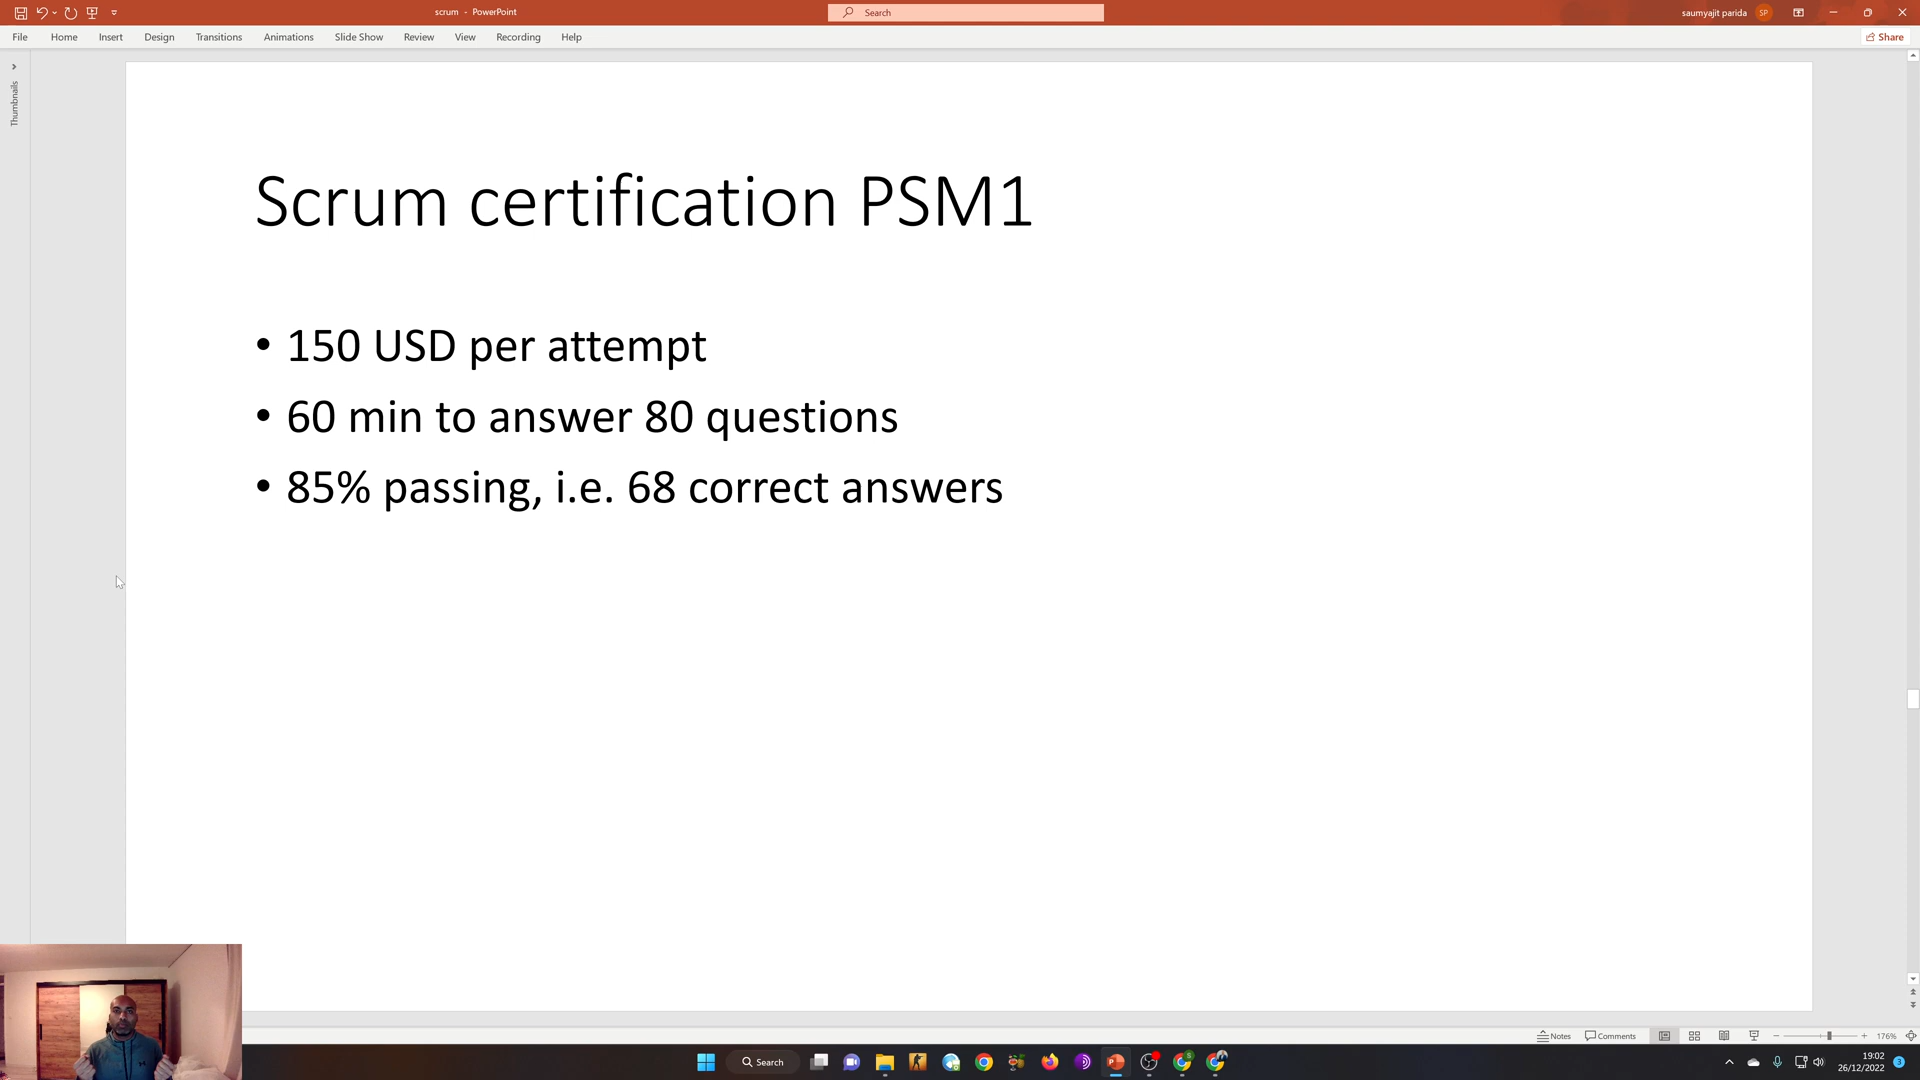 scrum - PowerPoint
Search
saumyajit parida
SP
File Home Insert Design Transitions Animations Slide Show Review View Recording Help
Share
Thumbnails
Scrum certification PSM1
• 150 USD per attempt
• 60 min to answer 80 questions
• 85% passing, i.e. 68 correct answers
Notes
Comments
176%
Search
19:02
26/12/2022
3